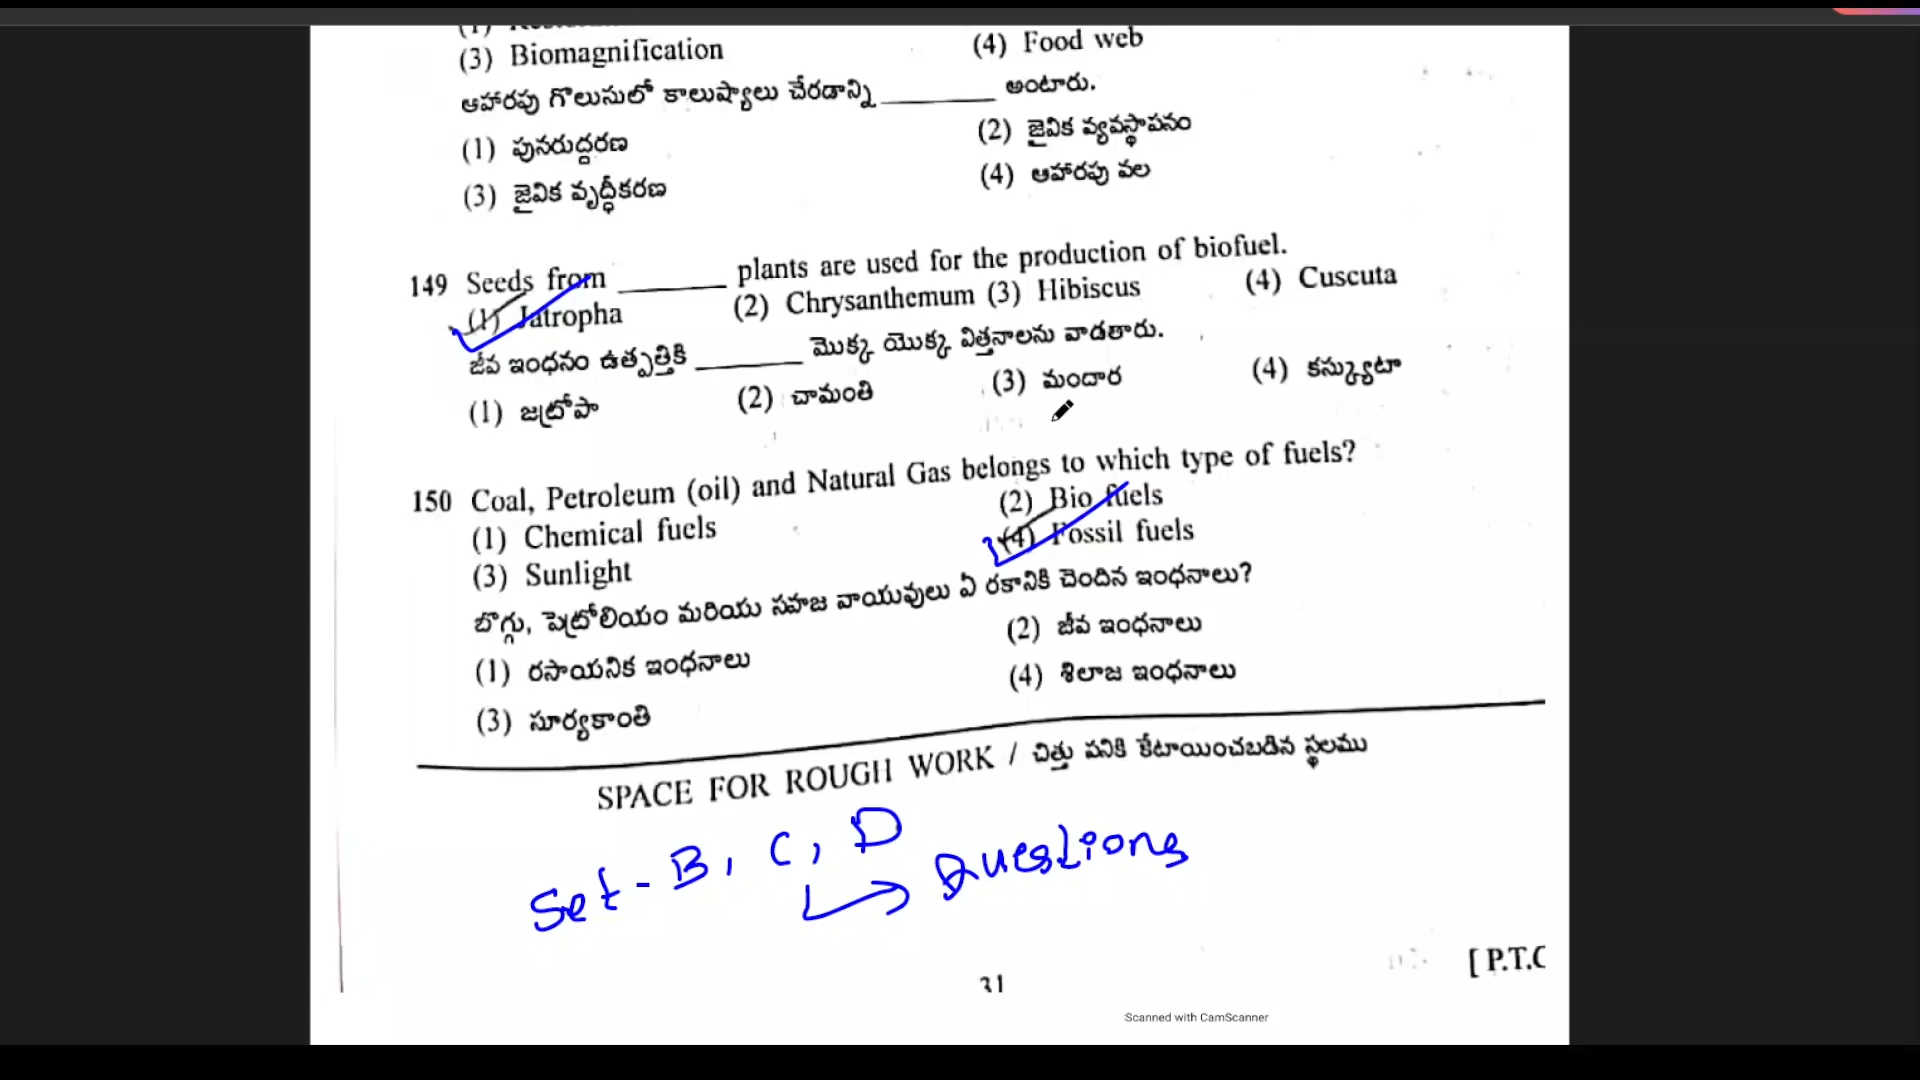 (3) Biomagnification (4) Food web
ఆహారపు గొలుసులో కాలుష్యాలు చేరడాన్ని ________ అంటారు.
(1) పునరుద్ధరణ (2) జైవిక వ్యవస్థాపనం
(3) జైవిక వృద్ధీకరణ (4) ఆహారపు వల
149 Seeds from ________ plants are used for the production of biofuel.
(1) Jatropha (2) Chrysanthemum (3) Hibiscus (4) Cuscuta
జీవ ఇంధనం ఉత్పత్తికి ________ మొక్క యొక్క విత్తనాలను వాడతారు.
(1) జట్రోపా (2) చామంతి (3) మందార (4) కస్క్యుటా
150 Coal, Petroleum (oil) and Natural Gas belongs to which type of fuels?
(1) Chemical fuels (2) Bio fuels
(3) Sunlight (4) Fossil fuels
బొగ్గు, పెట్రోలియం మరియు సహజ వాయువులు ఏ రకానికి చెందిన ఇంధనాలు?
(1) రసాయనిక ఇంధనాలు (2) జీవ ఇంధనాలు
(3) సూర్యకాంతి (4) శిలాజ ఇంధనాలు
SPACE FOR ROUGH WORK / చిత్తు పనికి కేటాయించబడిన స్థలము
Set - B, C, D
Questions
31 [ P.T.O
Scanned with CamScanner